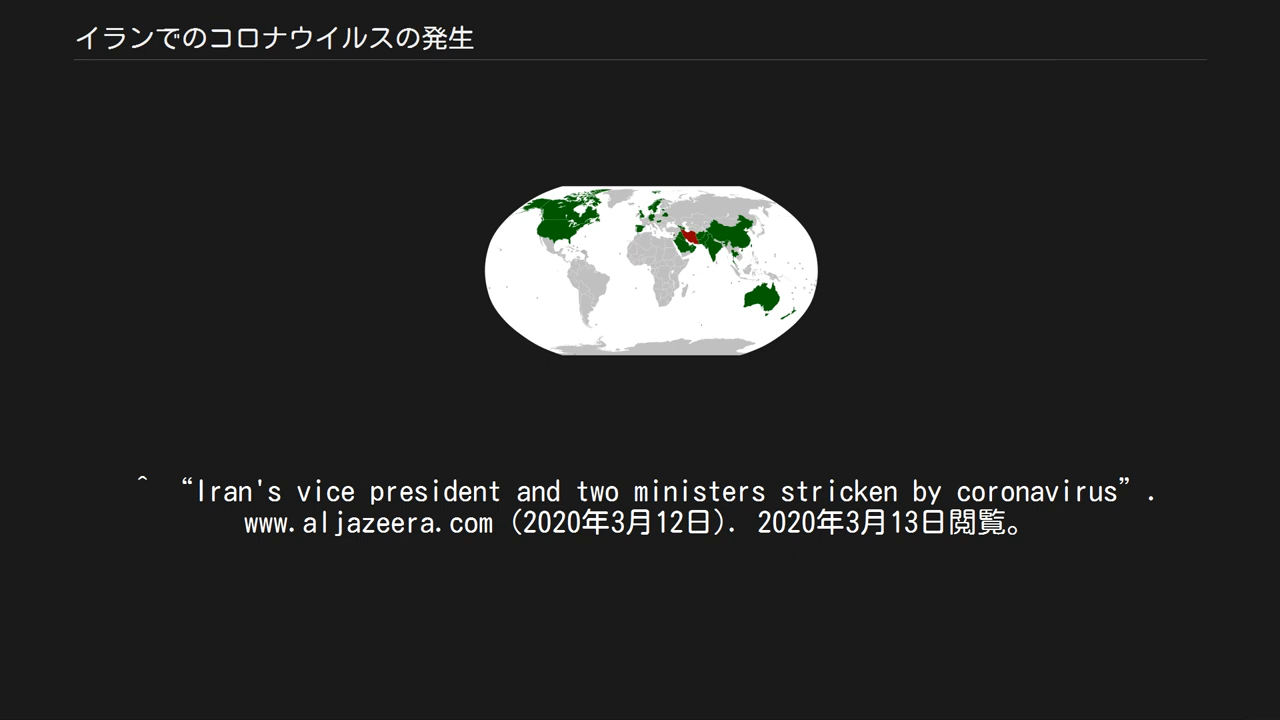 イランでのコロナウイルスの発生
^ “Iran's vice president and two ministers stricken by coronavirus”.
www.aljazeera.com (2020年3月12日). 2020年3月13日閲覧。